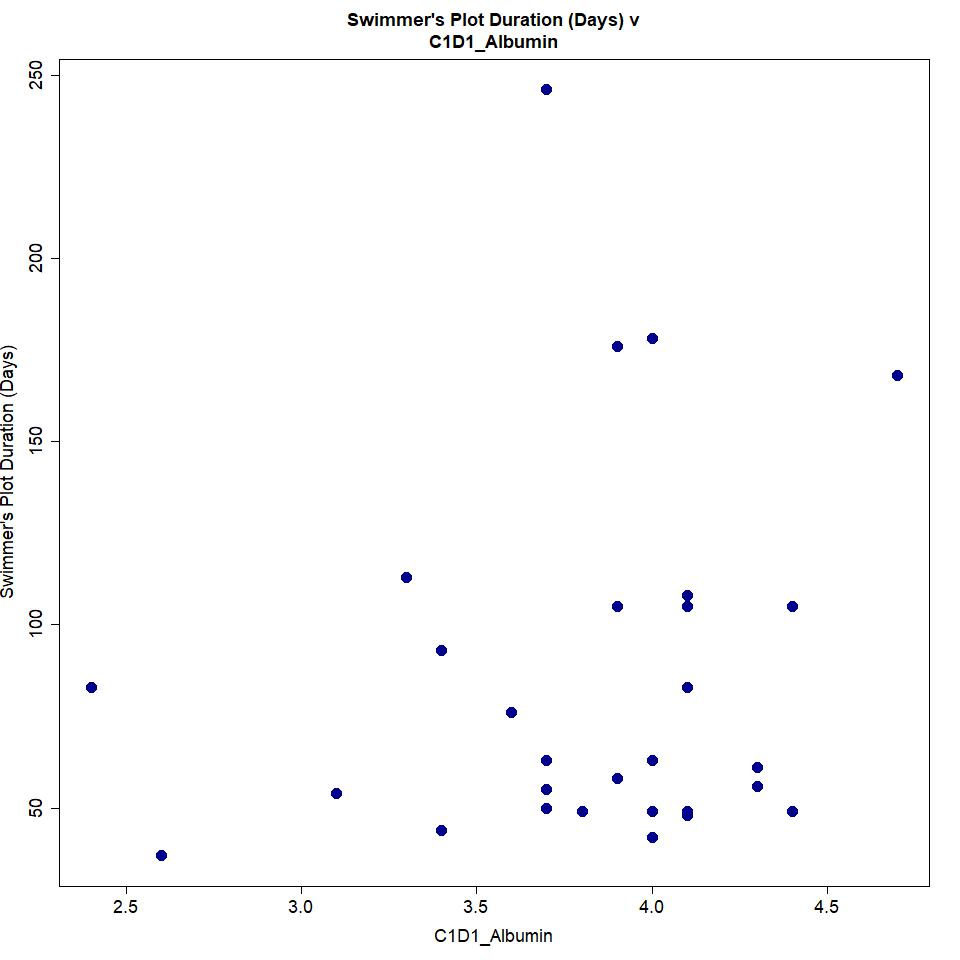 Swimmer's Plot Duration (Days) v
C1D1_Albumin
Swimmer's Plot Duration (Days)
250
200
150
100
50
2.5 3.0 3.5 4.0 4.5
C1D1_Albumin